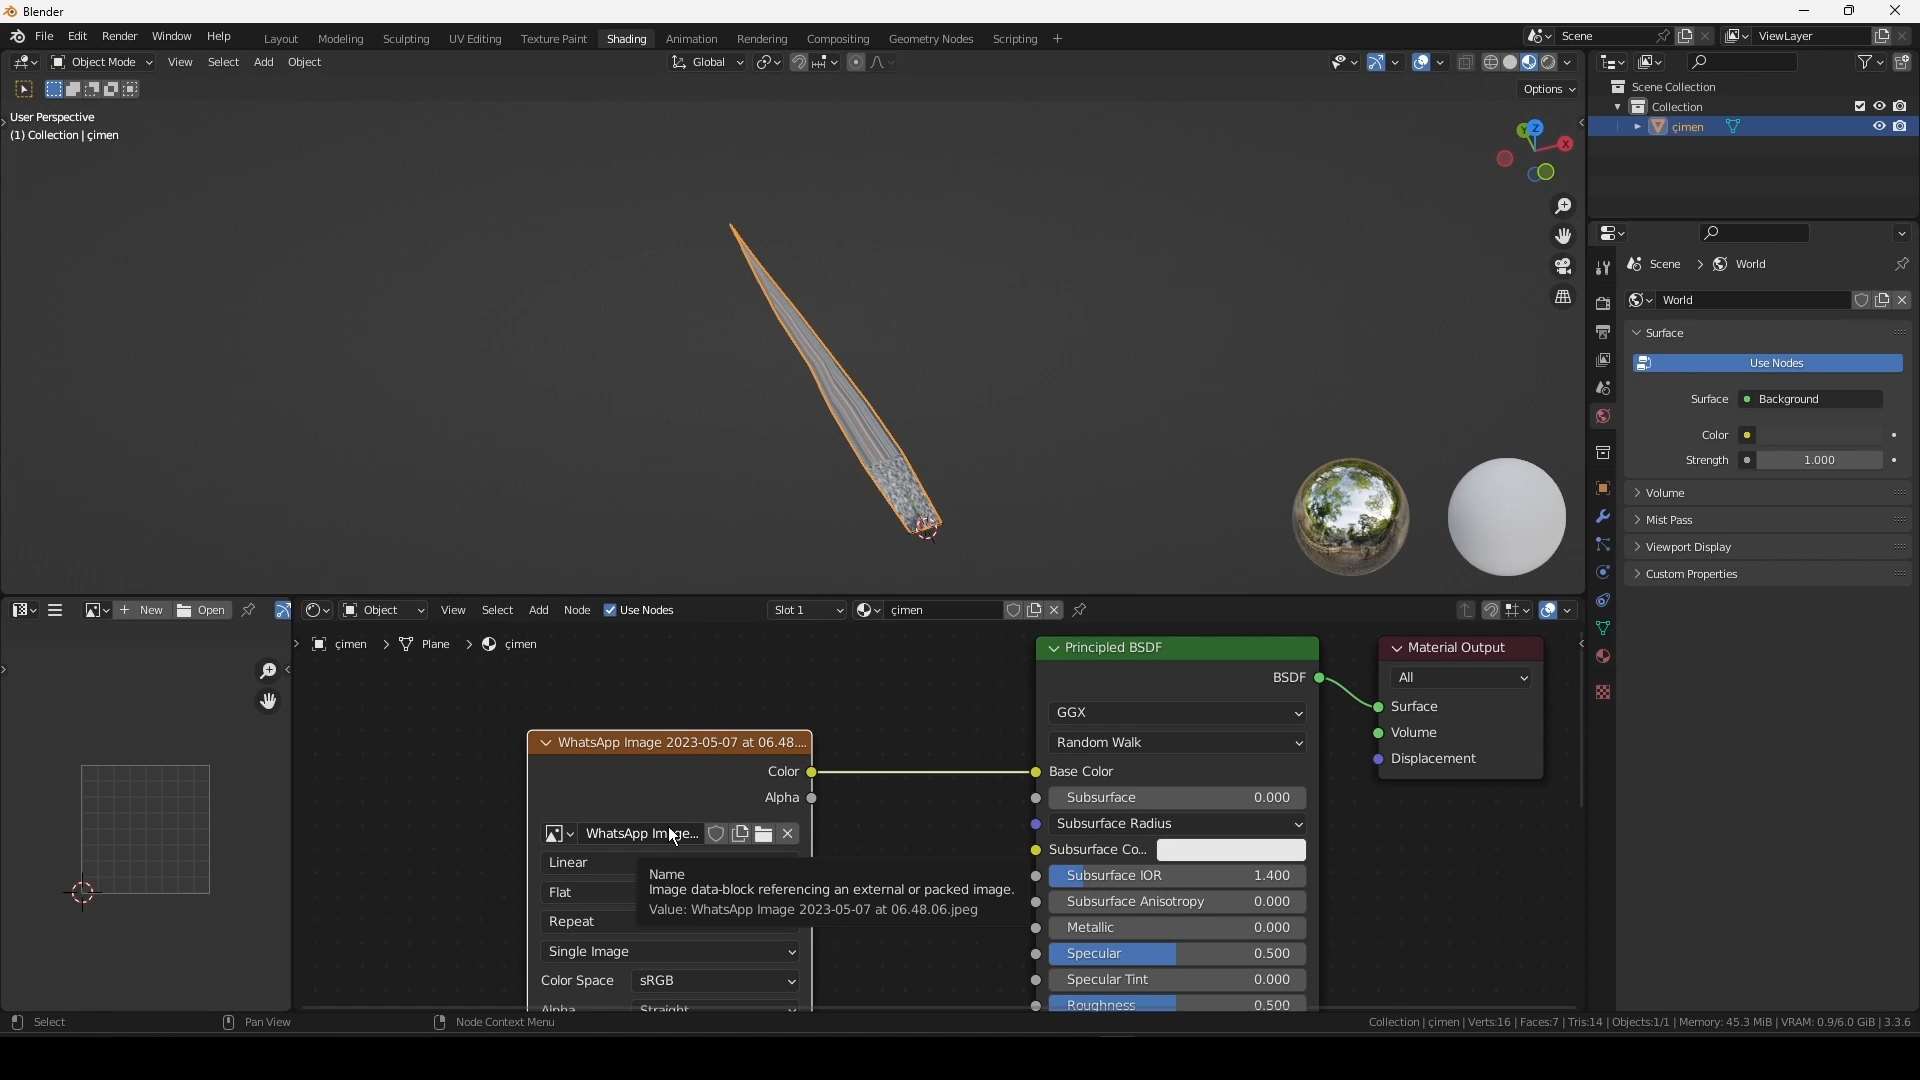 Blender
File Edit Render Window Help Layout Modeling Sculpting UV Editing Texture Paint Shading Animation Rendering Compositing Geometry Nodes Scripting + Scene ViewLayer
Object Mode View Select Add Object Global
Options
User Perspective
(1) Collection | çimen
Z
Y
X
Scene Collection
Collection
çimen
Scene > World
World
Surface
Use Nodes
Surface Background
Color
Strength 1.000
Volume
Mist Pass
Viewport Display
Custom Properties
+ New Open
Object View Select Add Node Use Nodes Slot 1 çimen
çimen > Plane > çimen
WhatsApp Image 2023-05-07 at 06.48....
Color
Alpha
WhatsApp Image...
Linear
Flat
Repeat
Single Image
Color Space sRGB
Alpha Straight
Name
Image data-block referencing an external or packed image.
Value: WhatsApp Image 2023-05-07 at 06.48.06.jpeg
Principled BSDF
BSDF
GGX
Random Walk
Base Color
Subsurface 0.000
Subsurface Radius
Subsurface Co...
Subsurface IOR 1.400
Subsurface Anisotropy 0.000
Metallic 0.000
Specular 0.500
Specular Tint 0.000
Roughness 0.500
Material Output
All
Surface
Volume
Displacement
Select Pan View Node Context Menu Collection | çimen | Verts:16 | Faces:7 | Tris:14 | Objects:1/1 | Memory: 45.3 MiB | VRAM: 0.9/6.0 GiB | 3.3.6